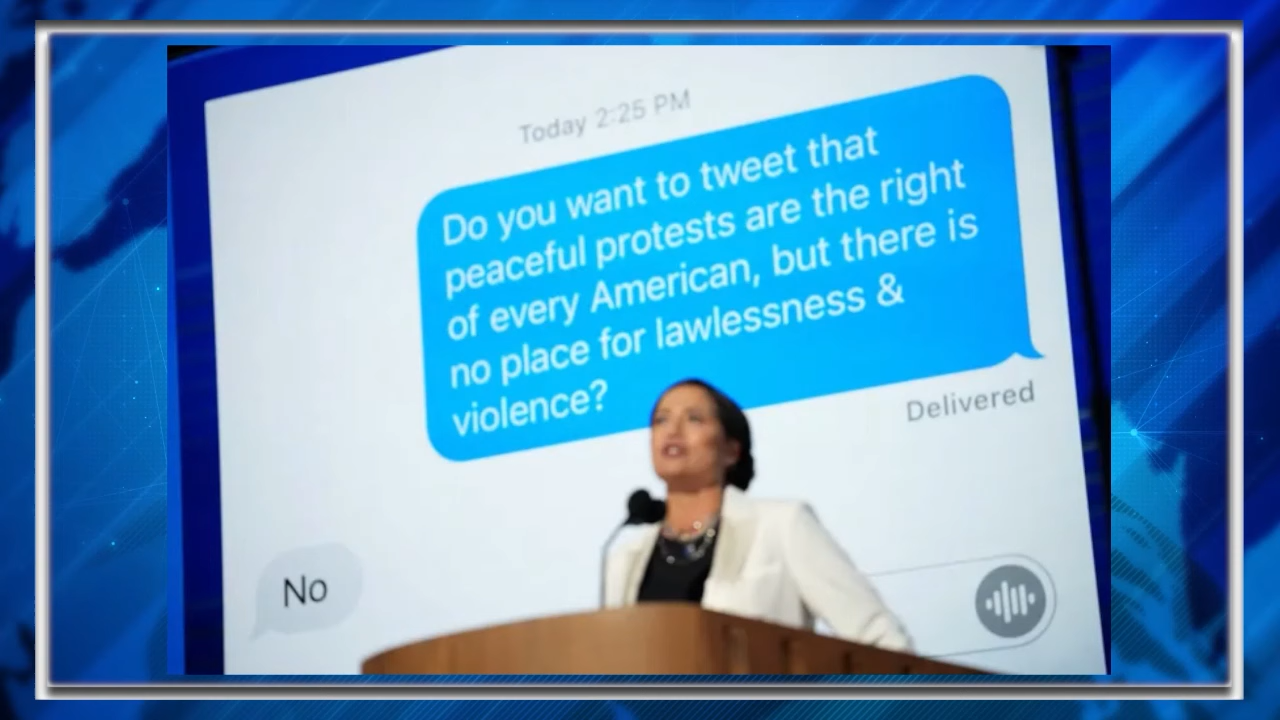 Today 2:25 PM
Do you want to tweet that
peaceful protests are the right
of every American, but there is
no place for lawlessness &
violence?
Delivered
No